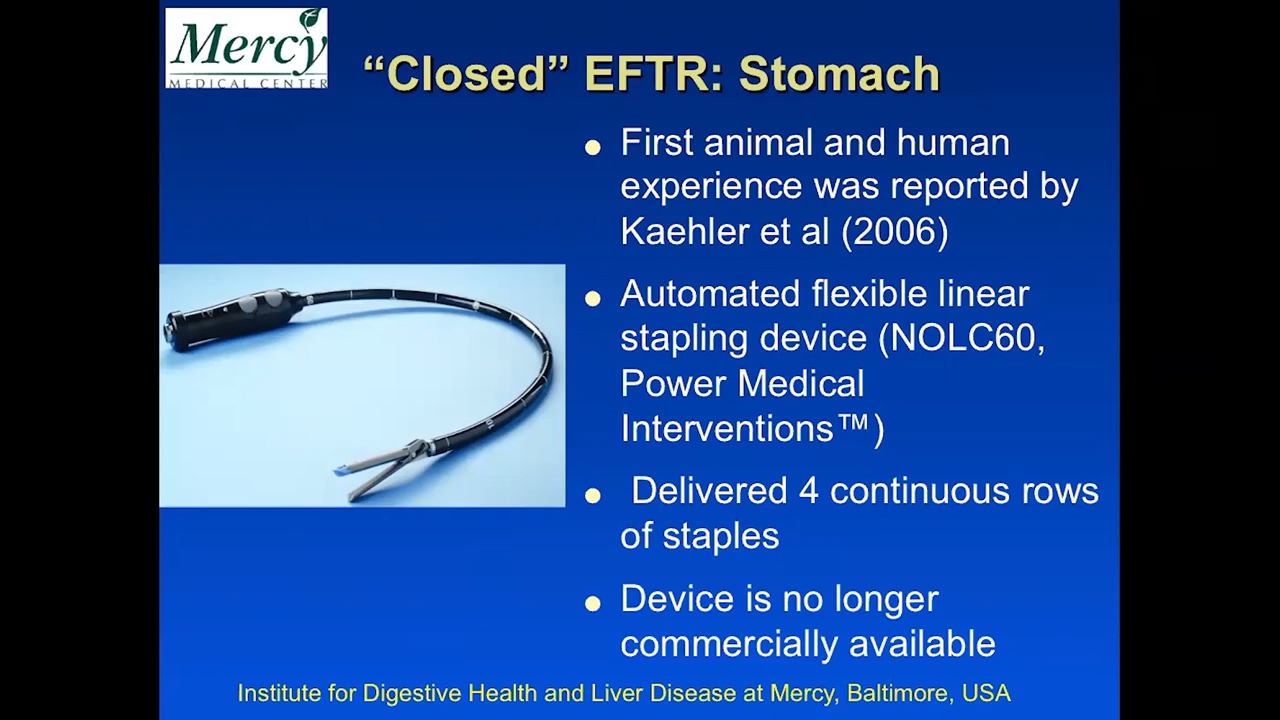 Mercy
MEDICAL CENTER
“Closed” EFTR: Stomach
First animal and human
experience was reported by
Kaehler et al (2006)
Automated flexible linear
stapling device (NOLC60,
Power Medical
Interventions™)
Delivered 4 continuous rows
of staples
Device is no longer
commercially available
Institute for Digestive Health and Liver Disease at Mercy, Baltimore, USA